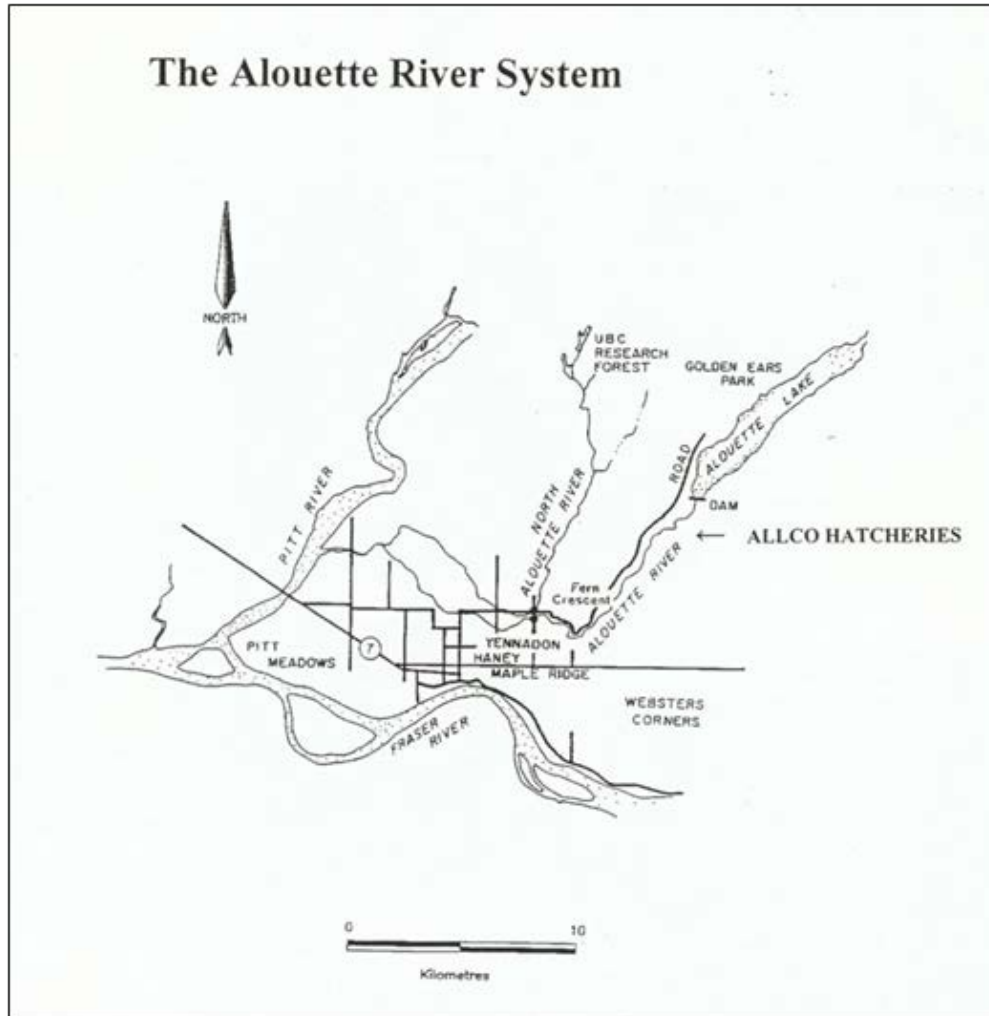 The Alouette River System
NORTH
UBC
RESEARCH
FOREST
GOLDEN EARS
PARK
ALOUETTE LAKE
ROAD
DAM
← ALLCO HATCHERIES
PITT RIVER
NORTH
ALOUETTE RIVER
Fern
Crescent
ALOUETTE RIVER
PITT
MEADOWS
7
YENNADON
HANEY
MAPLE RIDGE
WEBSTERS
CORNERS
FRASER
RIVER
0 10
Kilometres